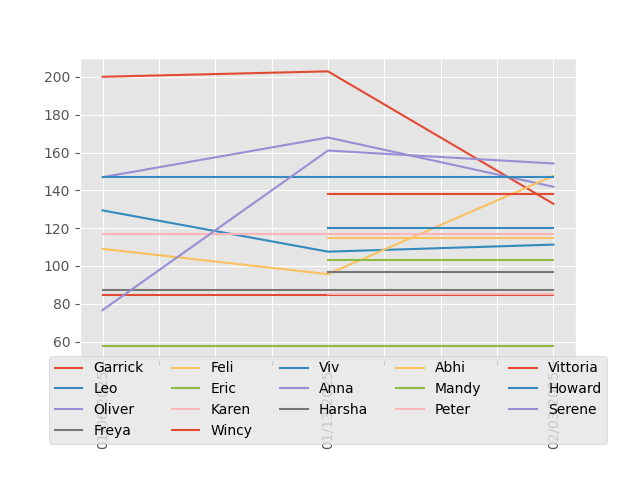 200
180
160
140
120
100
80
60
Garrick Feli Viv Abhi Vittoria
Leo Eric Anna Mandy Howard
Oliver Karen Harsha Peter Serene
Freya Wincy